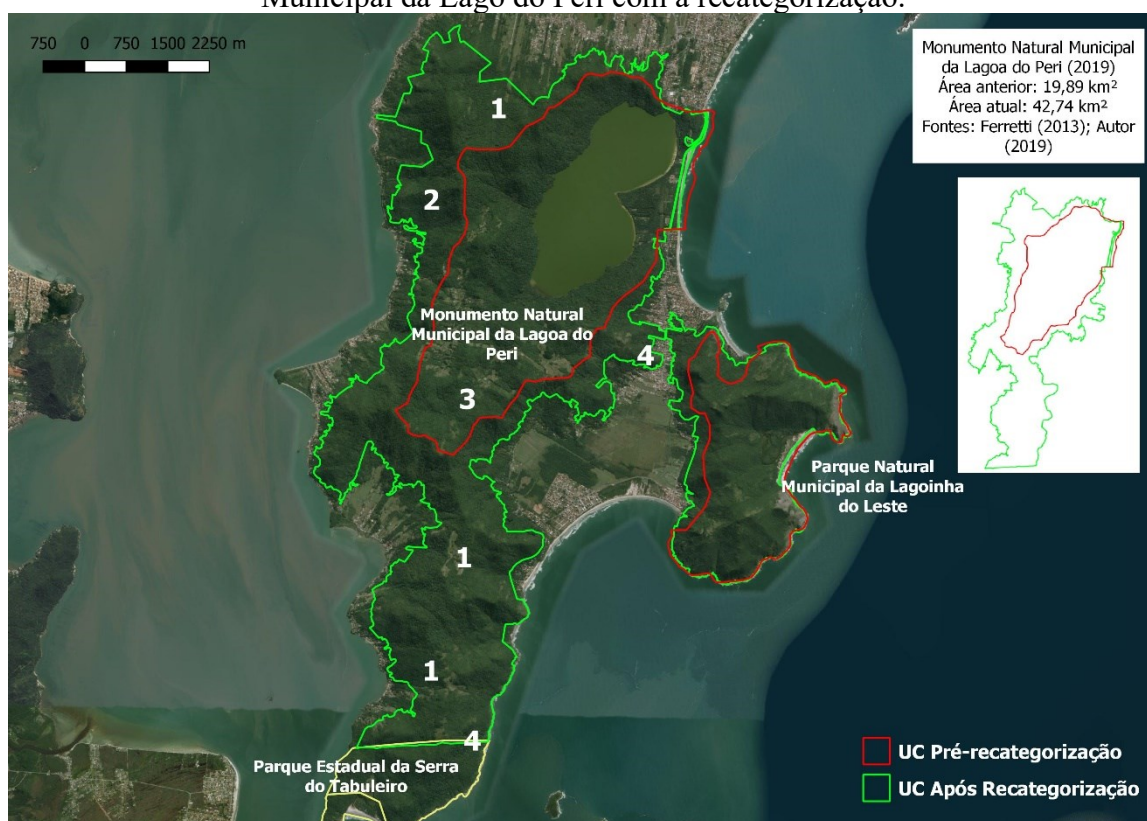 Municipal da Lago do Peri com a recategorização.
750 0 750 1500 2250 m
Monumento Natural Municipal
da Lagoa do Peri (2019)
Área anterior: 19,89 km²
Área atual: 42,74 km²
Fontes: Ferretti (2013); Autor
(2019)
1
2
Monumento Natural
Municipal da Lagoa do
Peri
4
3
Parque Natural
Municipal da Lagoinha
do Leste
1
1
4
Parque Estadual da Serra
do Tabuleiro
UC Pré-recategorização
UC Após Recategorização